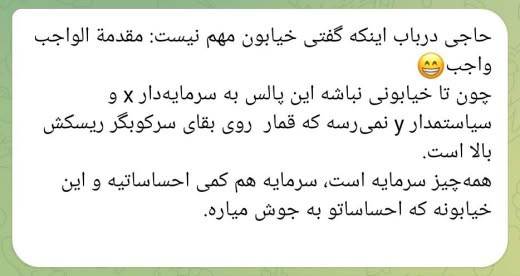 حاجی درباب اینکه گفتی خیابون مهم نیست: مقدمة الواجب
واجب😁
چون تا خیابونی نباشه این پالس به سرمایه‌دار x و
سیاستمدار y نمی‌رسه که قمار روی بقای سرکوبگر ریسکش
بالا است.
همه‌چیز سرمایه است، سرمایه هم کمی احساساتیه و این
خیابونه که احساساتو به جوش میاره.